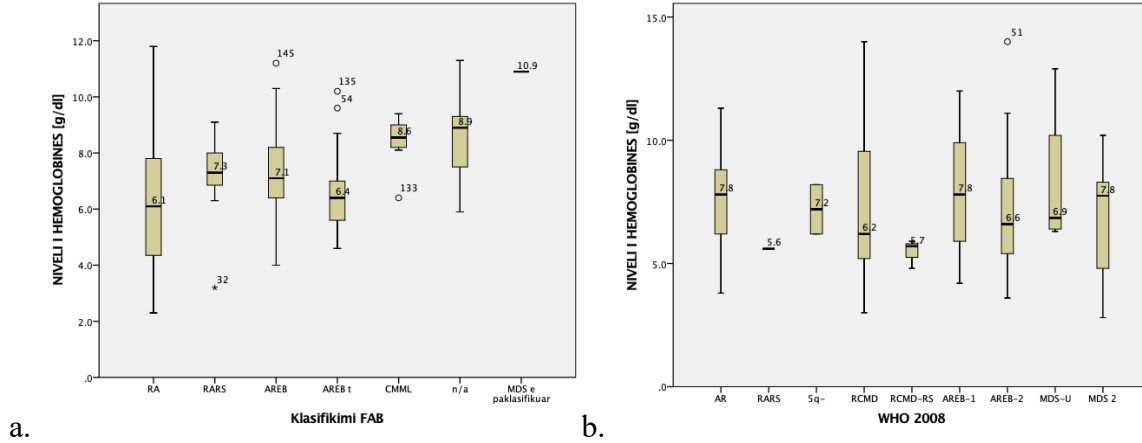 NIVELI I HEMOGLOBINES [g/dl]
12.0
10.0
8.0
6.0
4.0
2.0
.0
145
135
54
133
32
6.1
7.3
7.1
6.4
8.6
8.9
10.9
RA
RARS
AREB
AREB t
CMML
n/a
MDS e
paklasifikuar
Klasifikimi FAB
a.
NIVELI I HEMOGLOBINES [g/dl]
15.0
10.0
5.0
.0
51
7.8
5.6
7.2
6.2
5.7
7.8
6.6
6.9
7.8
AR
RARS
5q-
RCMD
RCMD-RS
AREB-1
AREB-2
MDS-U
MDS 2
WHO 2008
b.